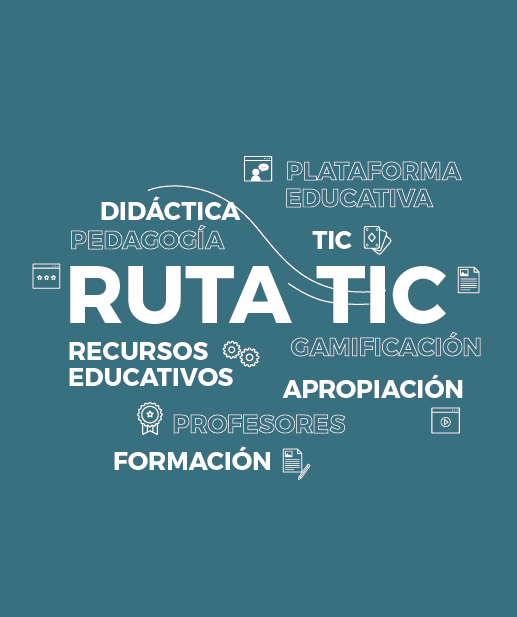 PLATAFORMA
EDUCATIVA
DIDÁCTICA
PEDAGOGÍA
TIC
RUTA TIC
RECURSOS
EDUCATIVOS
GAMIFICACIÓN
APROPIACIÓN
PROFESORES
FORMACIÓN